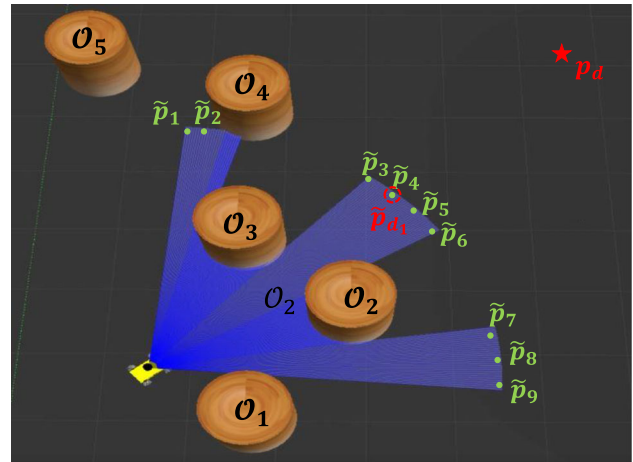 𝒪₅
p_d
𝒪₄
p̃₁ p̃₂
p̃₃
p̃₄
p̃₅
p̃_{d₁}
p̃₆
𝒪₃
𝒪₂
𝒪₂
p̃₇
p̃₈
p̃₉
𝒪₁